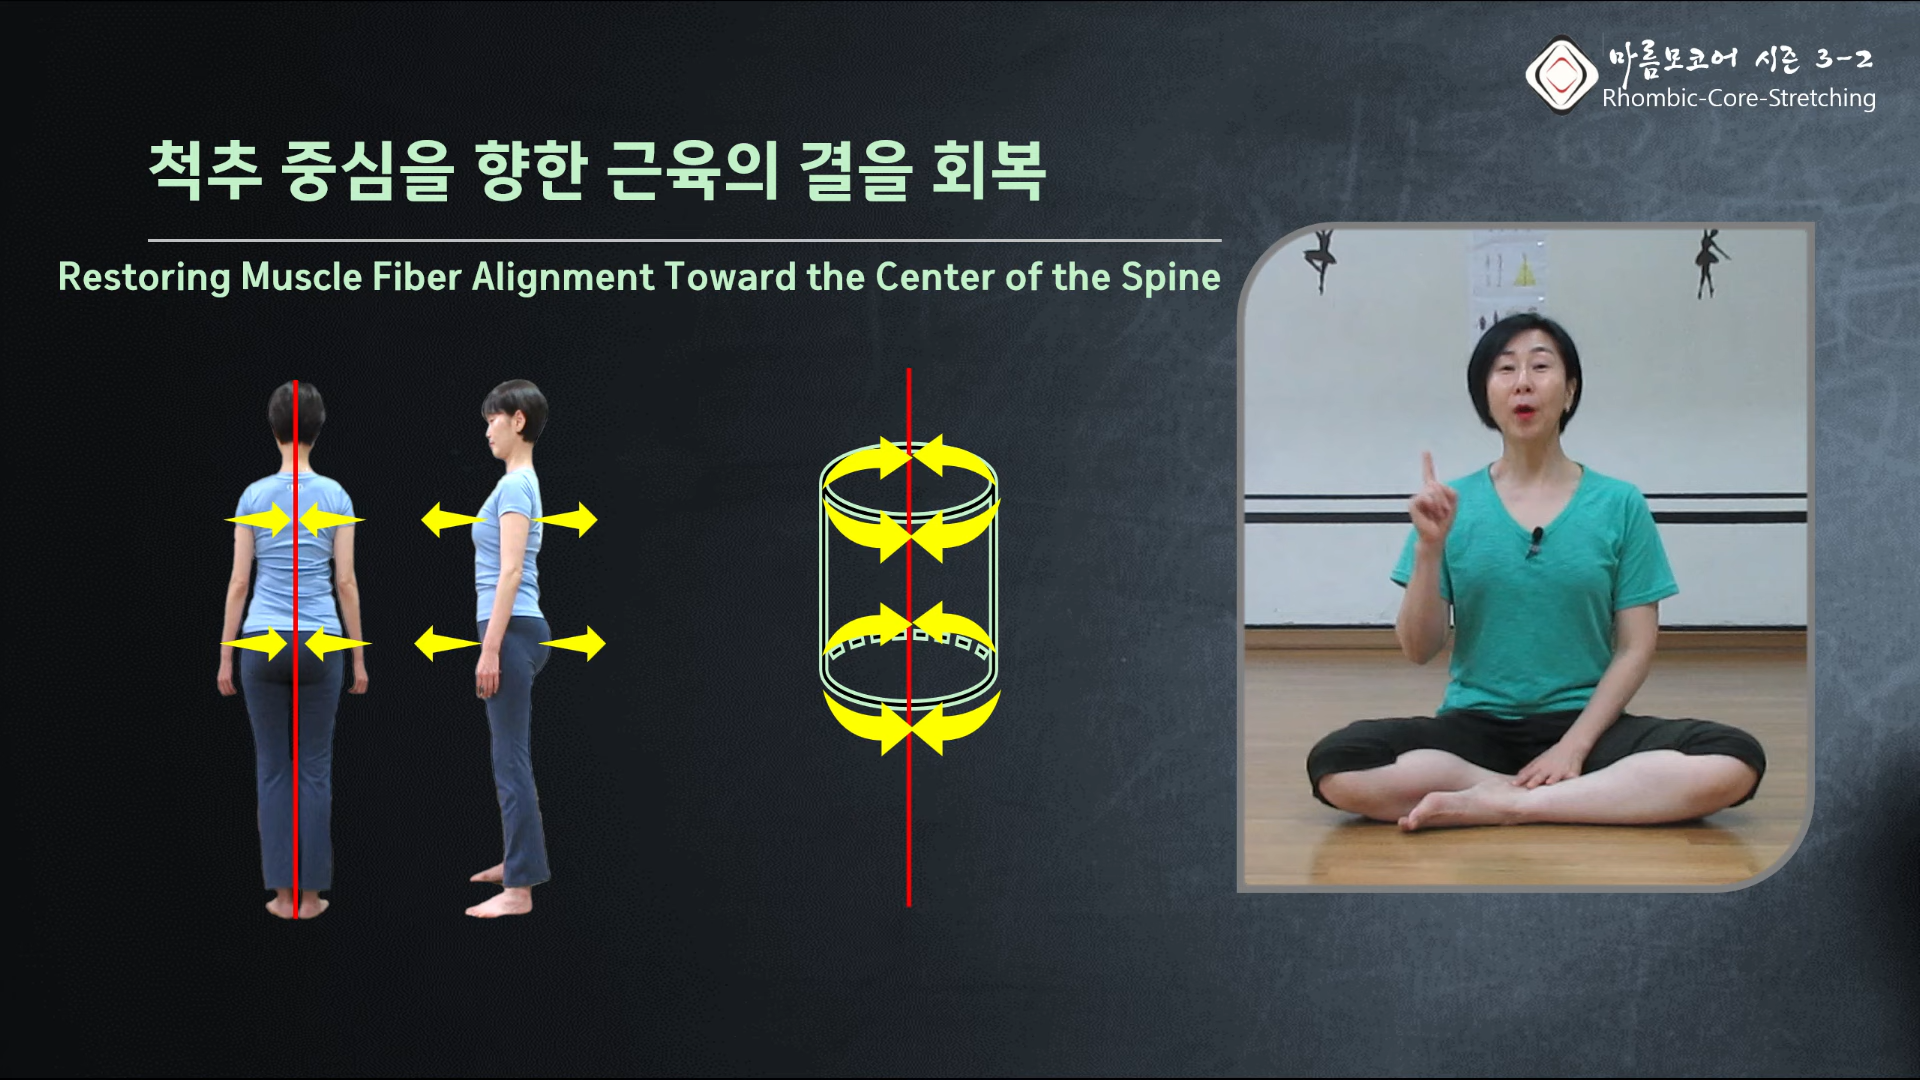 마름모코어 시즌 3-2
Rhombic-Core-Stretching
척추 중심을 향한 근육의 결을 회복
Restoring Muscle Fiber Alignment Toward the Center of the Spine